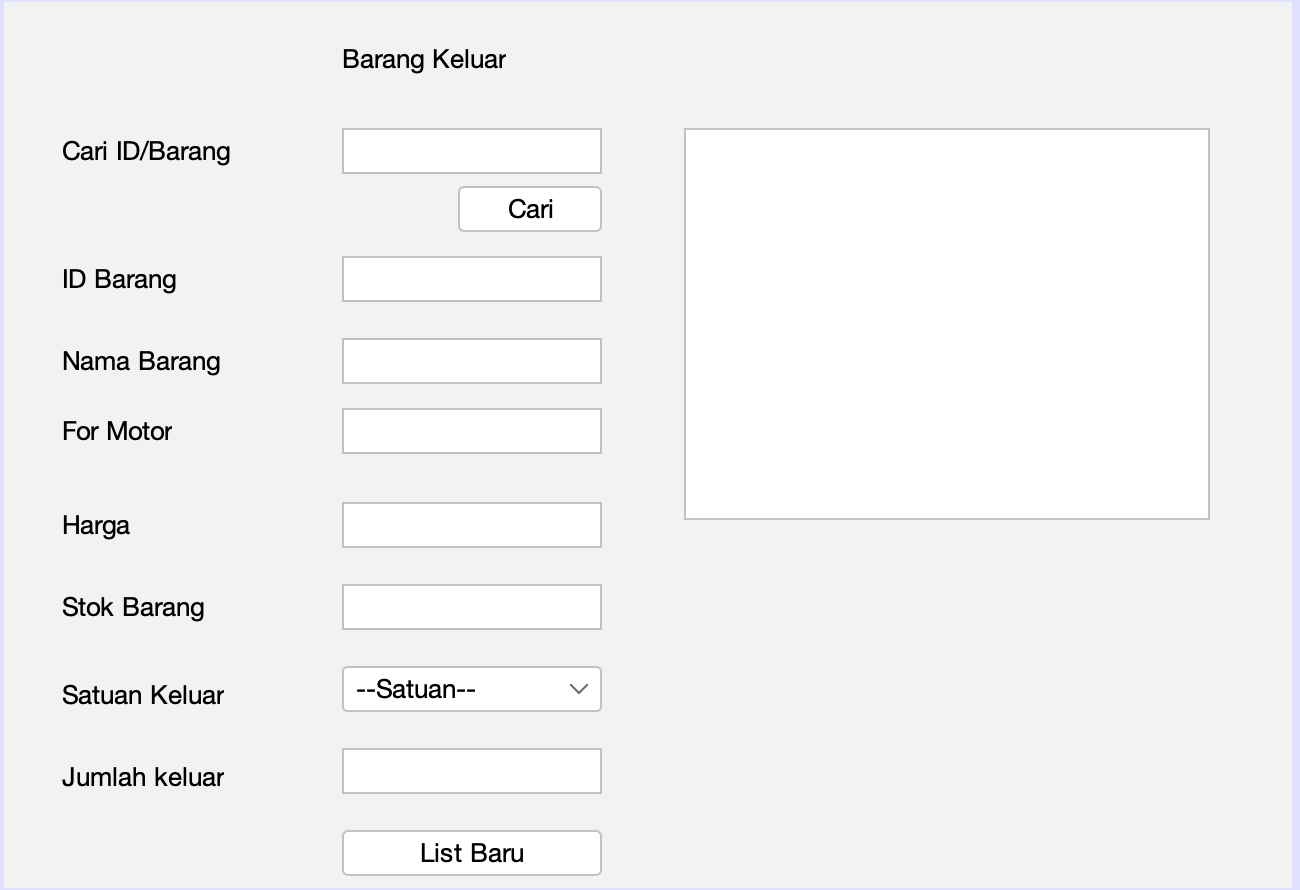 Barang Keluar
Cari ID/Barang
Cari
ID Barang
Nama Barang
For Motor
Harga
Stok Barang
Satuan Keluar
--Satuan--
Jumlah keluar
List Baru